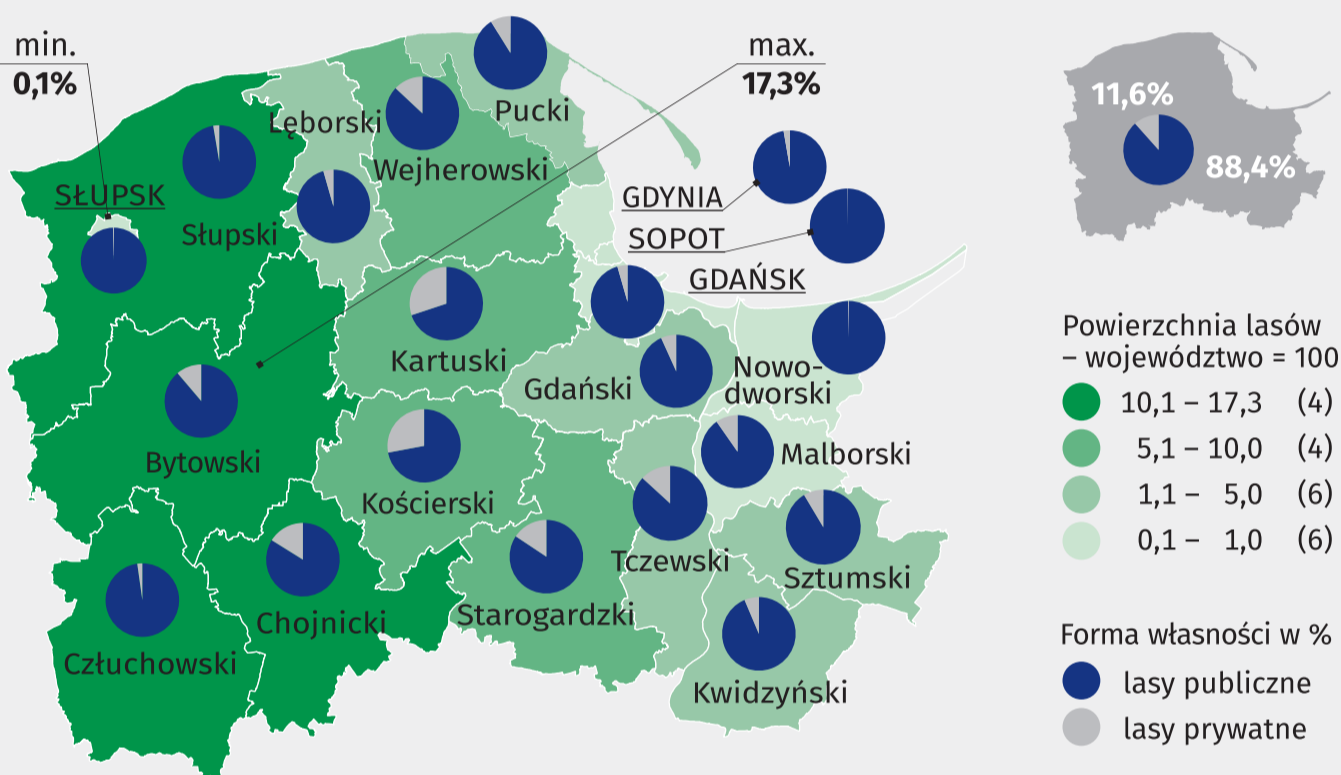 min.
0,1%
max.
17,3%
Pucki
Lęborski
Wejherowski
SŁUPSK
Słupski
GDYNIA
SOPOT
GDAŃSK
Kartuski
Gdański
Nowo-
dworski
Bytowski
Kościerski
Malborski
Tczewski
Sztumski
Chojnicki
Starogardzki
Człuchowski
Kwidzyński
11,6%
88,4%
Powierzchnia lasów
– województwo = 100
10,1 – 17,3 (4)
5,1 – 10,0 (4)
1,1 – 5,0 (6)
0,1 – 1,0 (6)
Forma własności w %
lasy publiczne
lasy prywatne